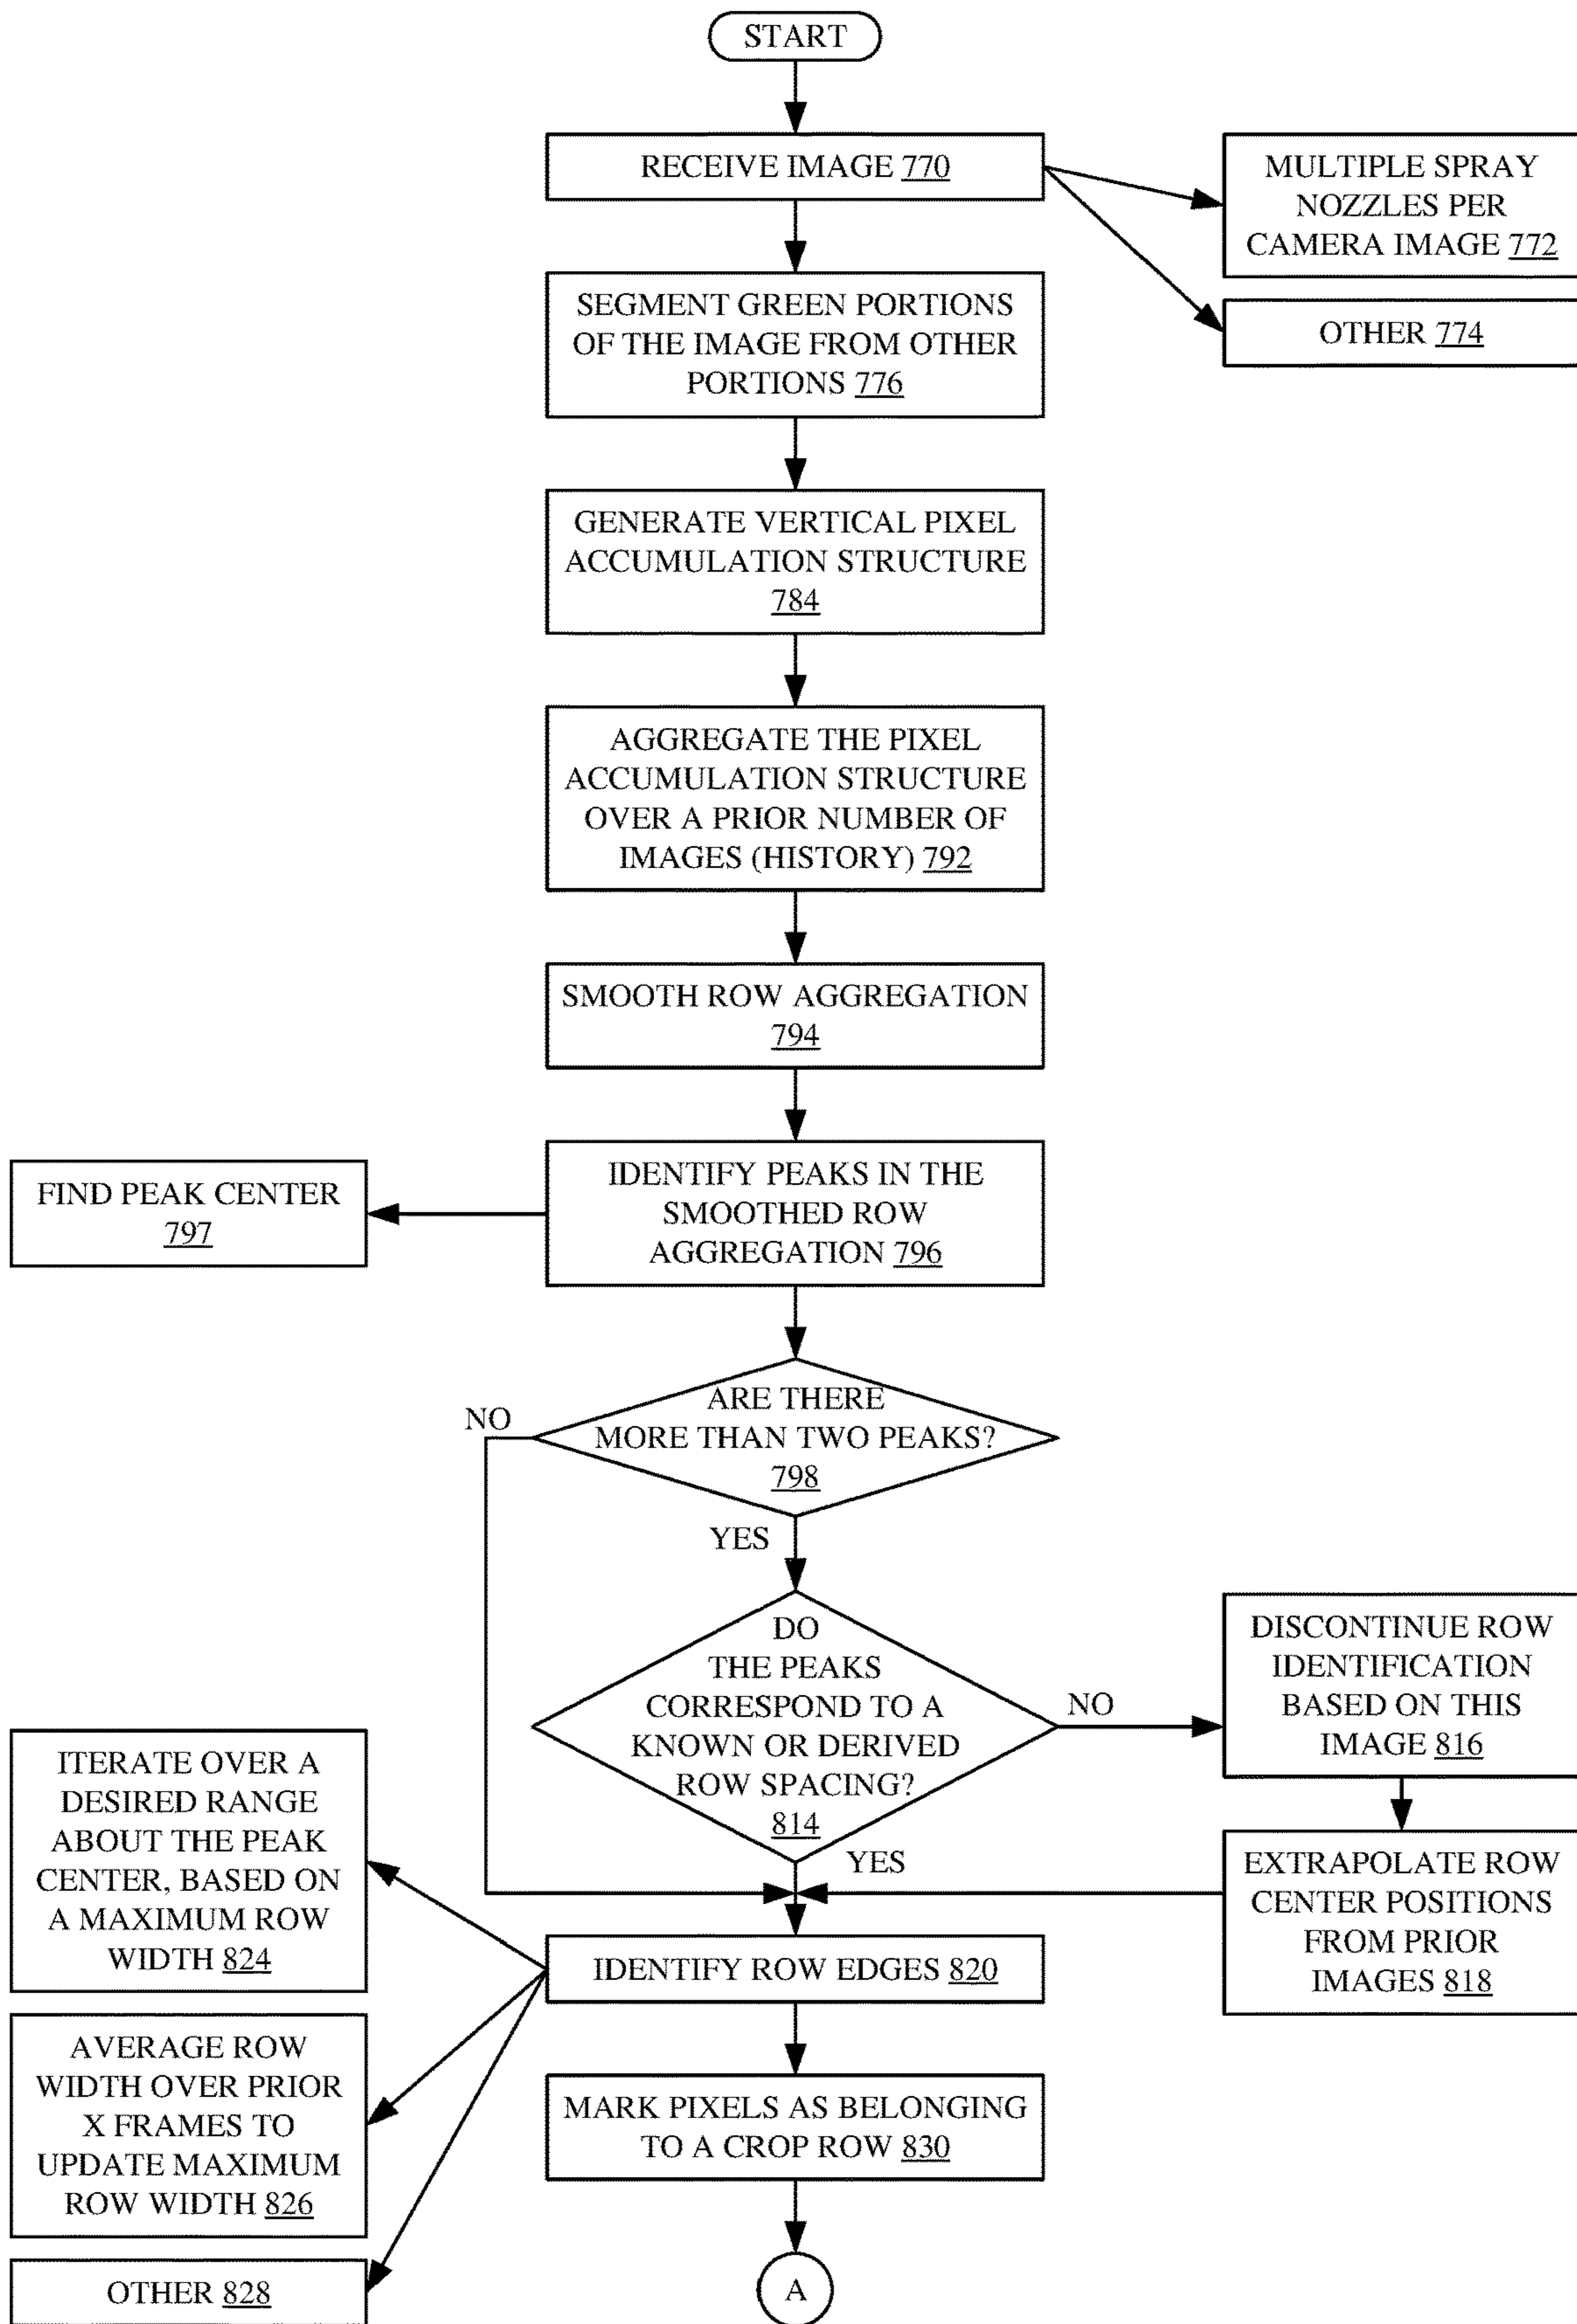 START
RECEIVE IMAGE 770
MULTIPLE SPRAY
NOZZLES PER
CAMERA IMAGE 772
OTHER 774
SEGMENT GREEN PORTIONS
OF THE IMAGE FROM OTHER
PORTIONS 776
GENERATE VERTICAL PIXEL
ACCUMULATION STRUCTURE
784
AGGREGATE THE PIXEL
ACCUMULATION STRUCTURE
OVER A PRIOR NUMBER OF
IMAGES (HISTORY) 792
SMOOTH ROW AGGREGATION
794
IDENTIFY PEAKS IN THE
SMOOTHED ROW
AGGREGATION 796
FIND PEAK CENTER
797
ARE THERE
MORE THAN TWO PEAKS?
798
NO
YES
DO
THE PEAKS
CORRESPOND TO A
KNOWN OR DERIVED
ROW SPACING?
814
NO
YES
DISCONTINUE ROW
IDENTIFICATION
BASED ON THIS
IMAGE 816
EXTRAPOLATE ROW
CENTER POSITIONS
FROM PRIOR
IMAGES 818
IDENTIFY ROW EDGES 820
ITERATE OVER A
DESIRED RANGE
ABOUT THE PEAK
CENTER, BASED ON
A MAXIMUM ROW
WIDTH 824
AVERAGE ROW
WIDTH OVER PRIOR
X FRAMES TO
UPDATE MAXIMUM
ROW WIDTH 826
OTHER 828
MARK PIXELS AS BELONGING
TO A CROP ROW 830
A